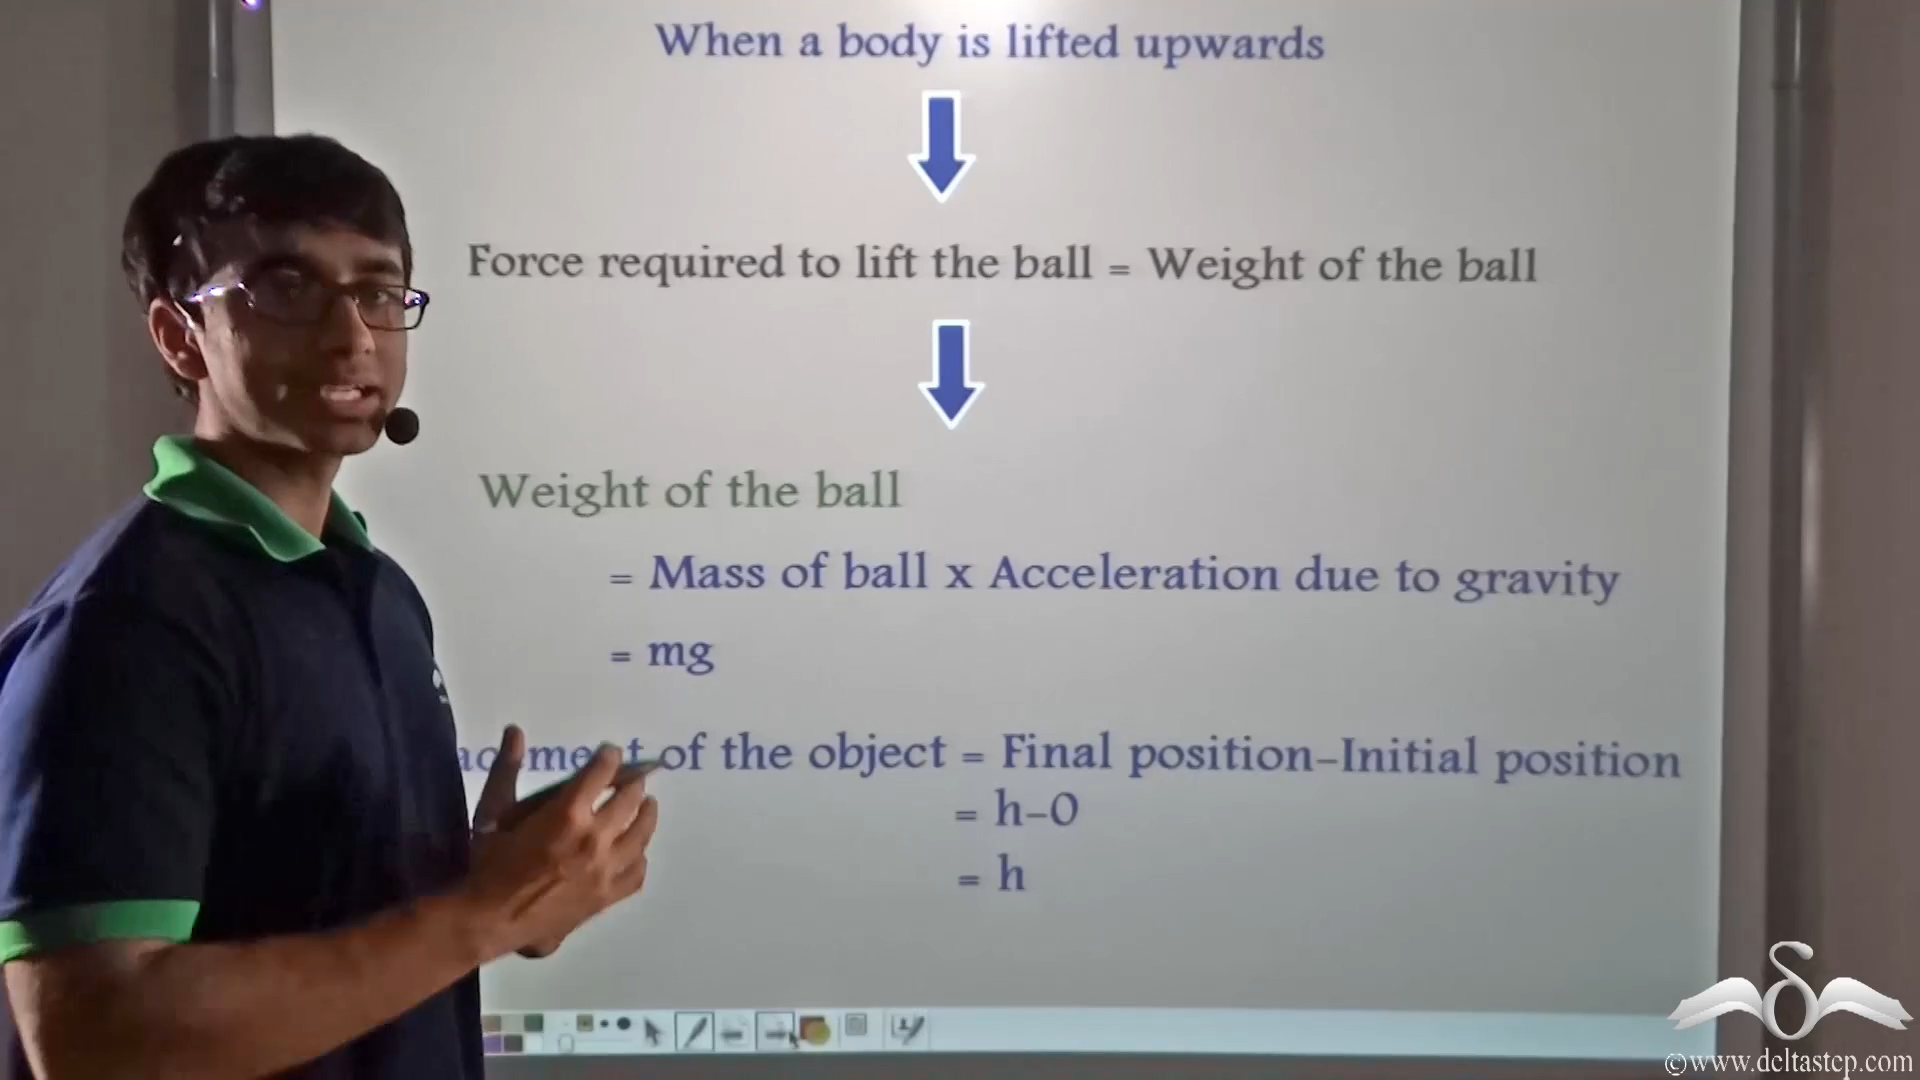 When a body is lifted upwards
Force required to lift the ball = Weight of the ball
Weight of the ball
= Mass of ball x Acceleration due to gravity
= mg
of the object = Final position-Initial position
= h-0
= h
©www.deltastep.com